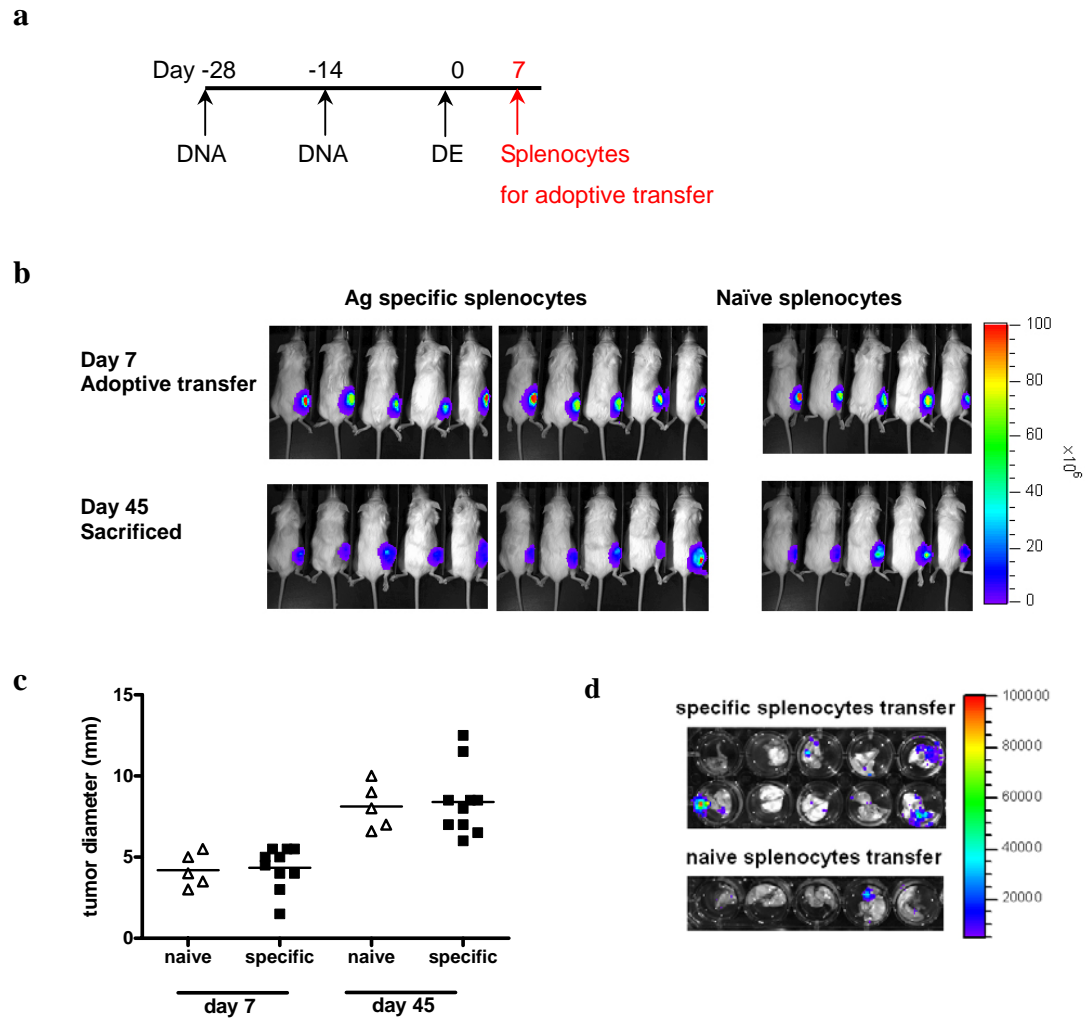 a
Day -28 -14 0 7
DNA DNA DE Splenocytes
for adoptive transfer
b
Ag specific splenocytes Naïve splenocytes
Day 7
Adoptive transfer
Day 45
Sacrificed
100
80
60
40
20
0
×10⁶
c
tumor diameter (mm)
15
10
5
0
naive specific naive specific
day 7 day 45
d
specific splenocytes transfer
naive splenocytes transfer
100000
80000
60000
40000
20000